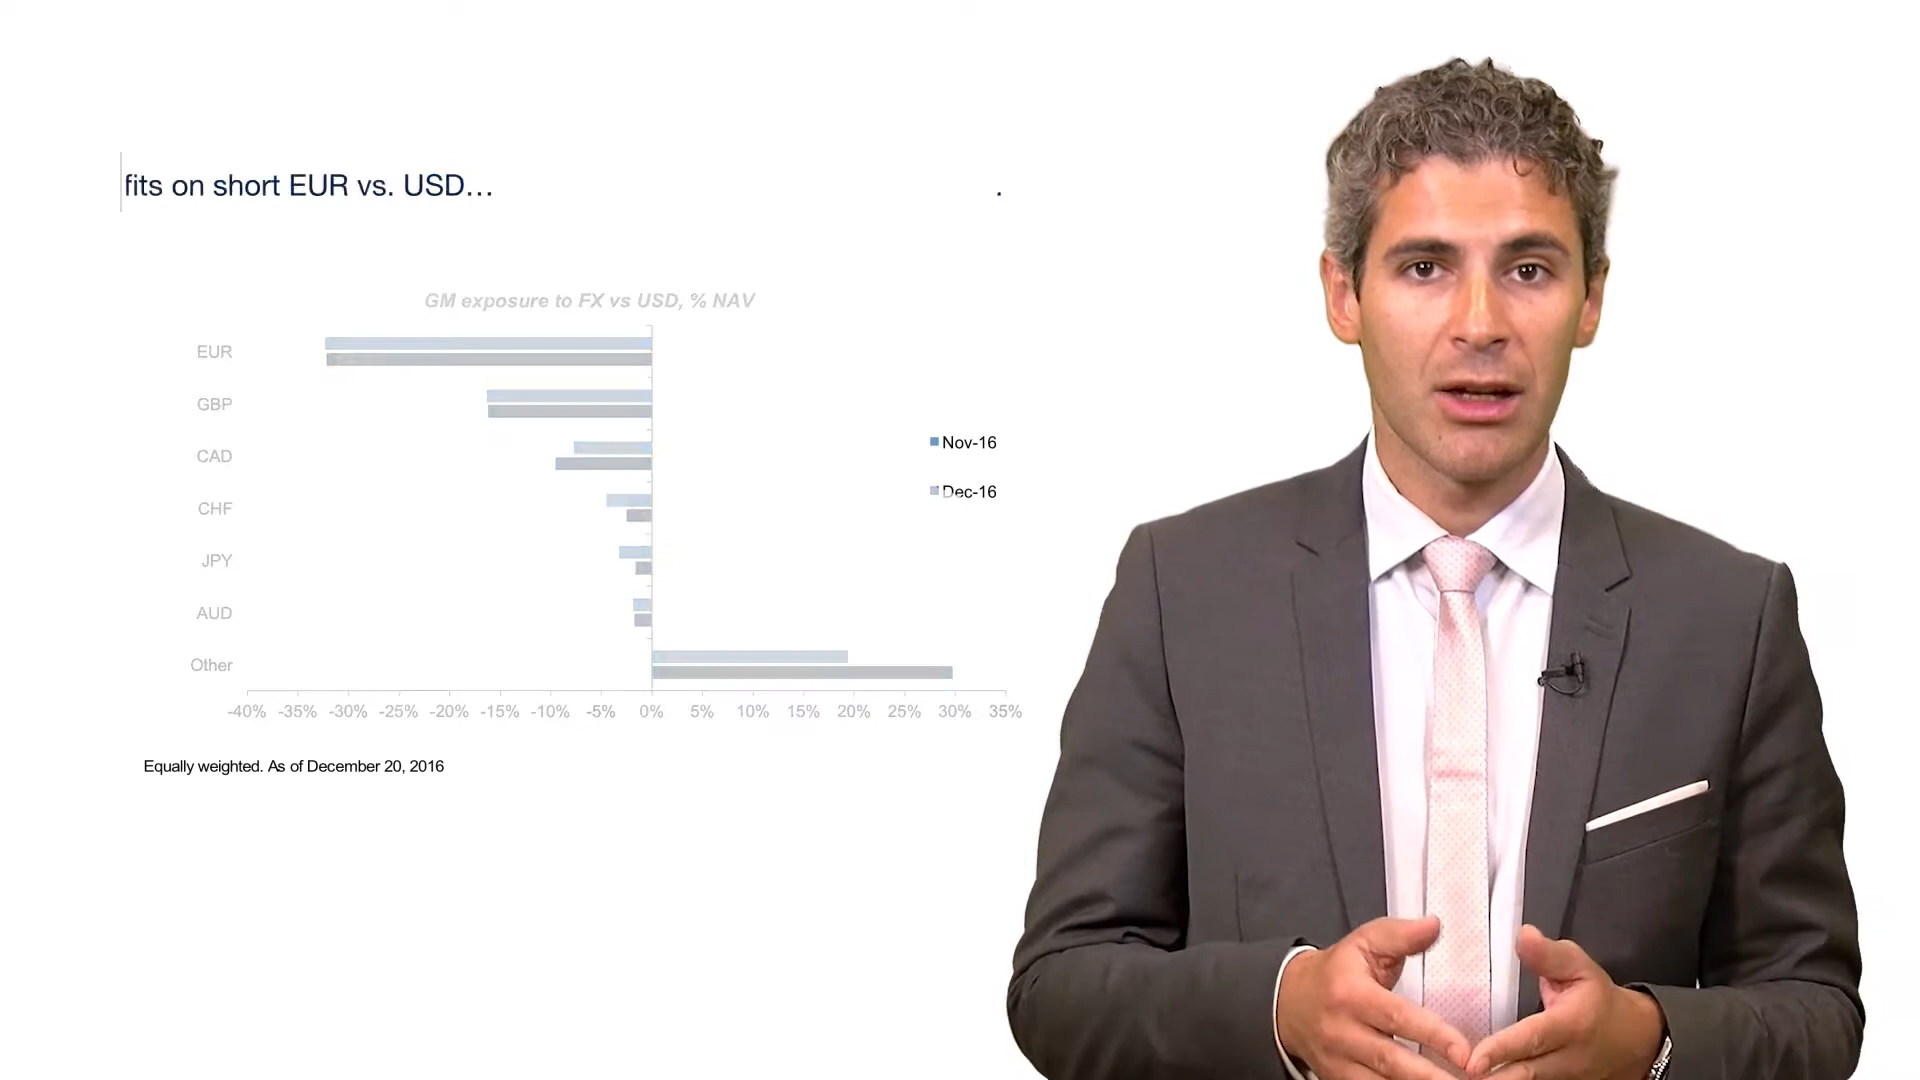 fits on short EUR vs. USD…
.
GM exposure to FX vs USD, % NAV
EUR
GBP
CAD
CHF
JPY
AUD
Other
Nov-16
Dec-16
-40% -35% -30% -25% -20% -15% -10% -5% 0% 5% 10% 15% 20% 25% 30% 35%
Equally weighted. As of December 20, 2016